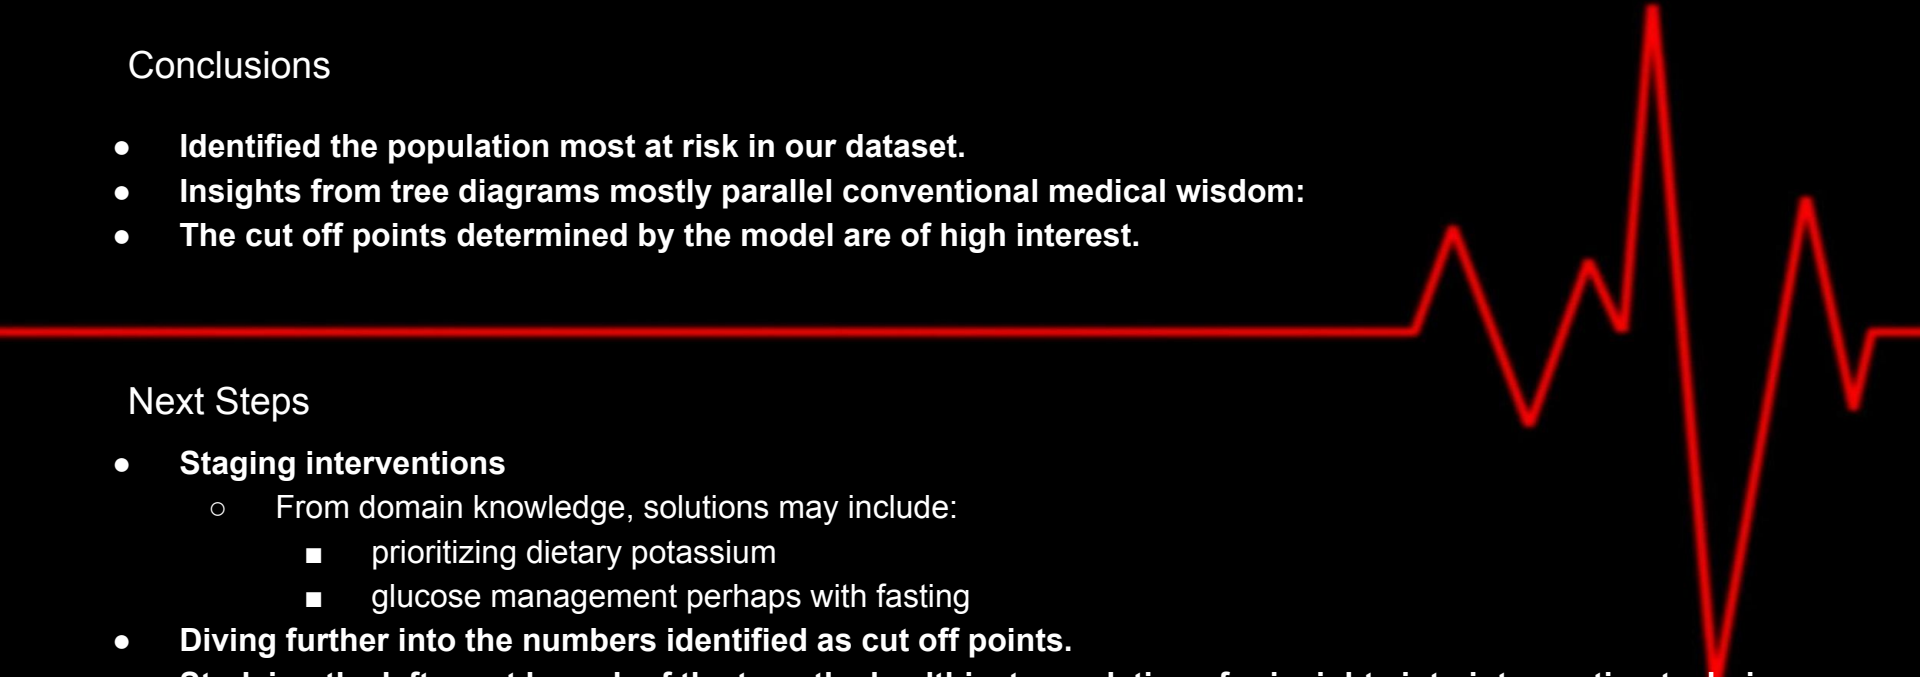 Conclusions
● Identified the population most at risk in our dataset.
● Insights from tree diagrams mostly parallel conventional medical wisdom:
● The cut off points determined by the model are of high interest.
Next Steps
● Staging interventions
○ From domain knowledge, solutions may include:
■ prioritizing dietary potassium
■ glucose management perhaps with fasting
● Diving further into the numbers identified as cut off points.